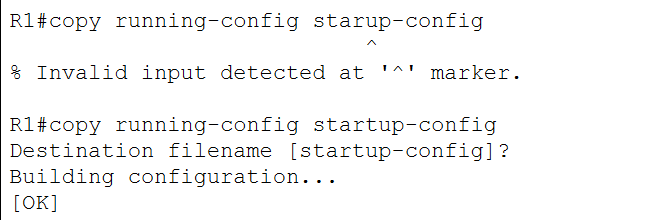 R1#copy running-config starup-config
^
% Invalid input detected at '^' marker.
R1#copy running-config startup-config
Destination filename [startup-config]?
Building configuration...
[OK]